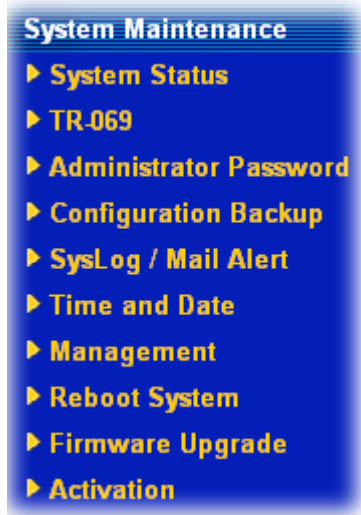 System Maintenance
System Status
TR-069
Administrator Password
Configuration Backup
SysLog / Mail Alert
Time and Date
Management
Reboot System
Firmware Upgrade
Activation